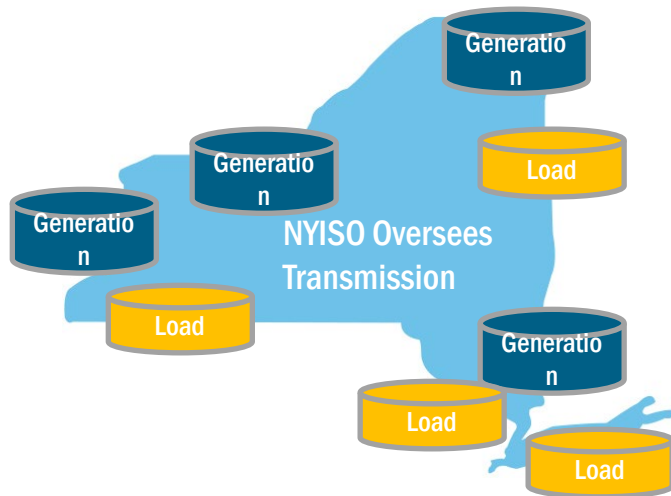 Generatio
n
Generatio
n
Load
Generatio
n
NYISO Oversees
Transmission
Load
Generatio
n
Load
Load